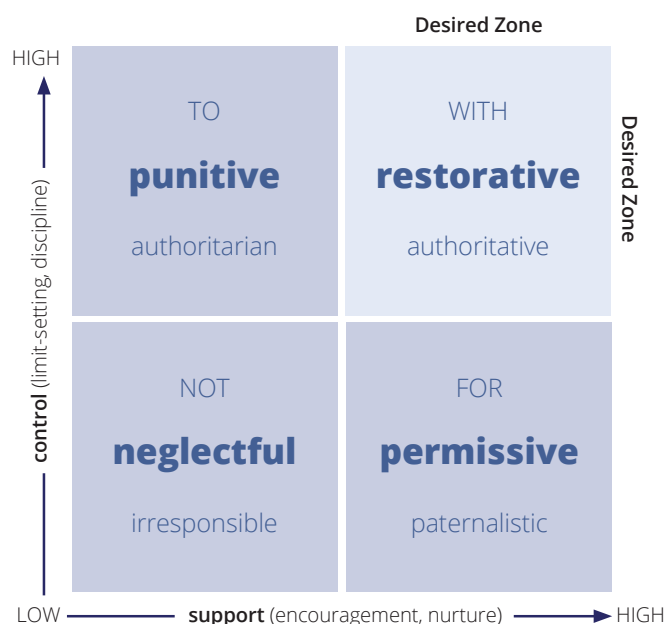 Desired Zone
HIGH
TO
punitive
authoritarian
WITH
restorative
authoritative
Desired Zone
control (limit-setting, discipline)
NOT
neglectful
irresponsible
FOR
permissive
paternalistic
LOW
support (encouragement, nurture)
HIGH